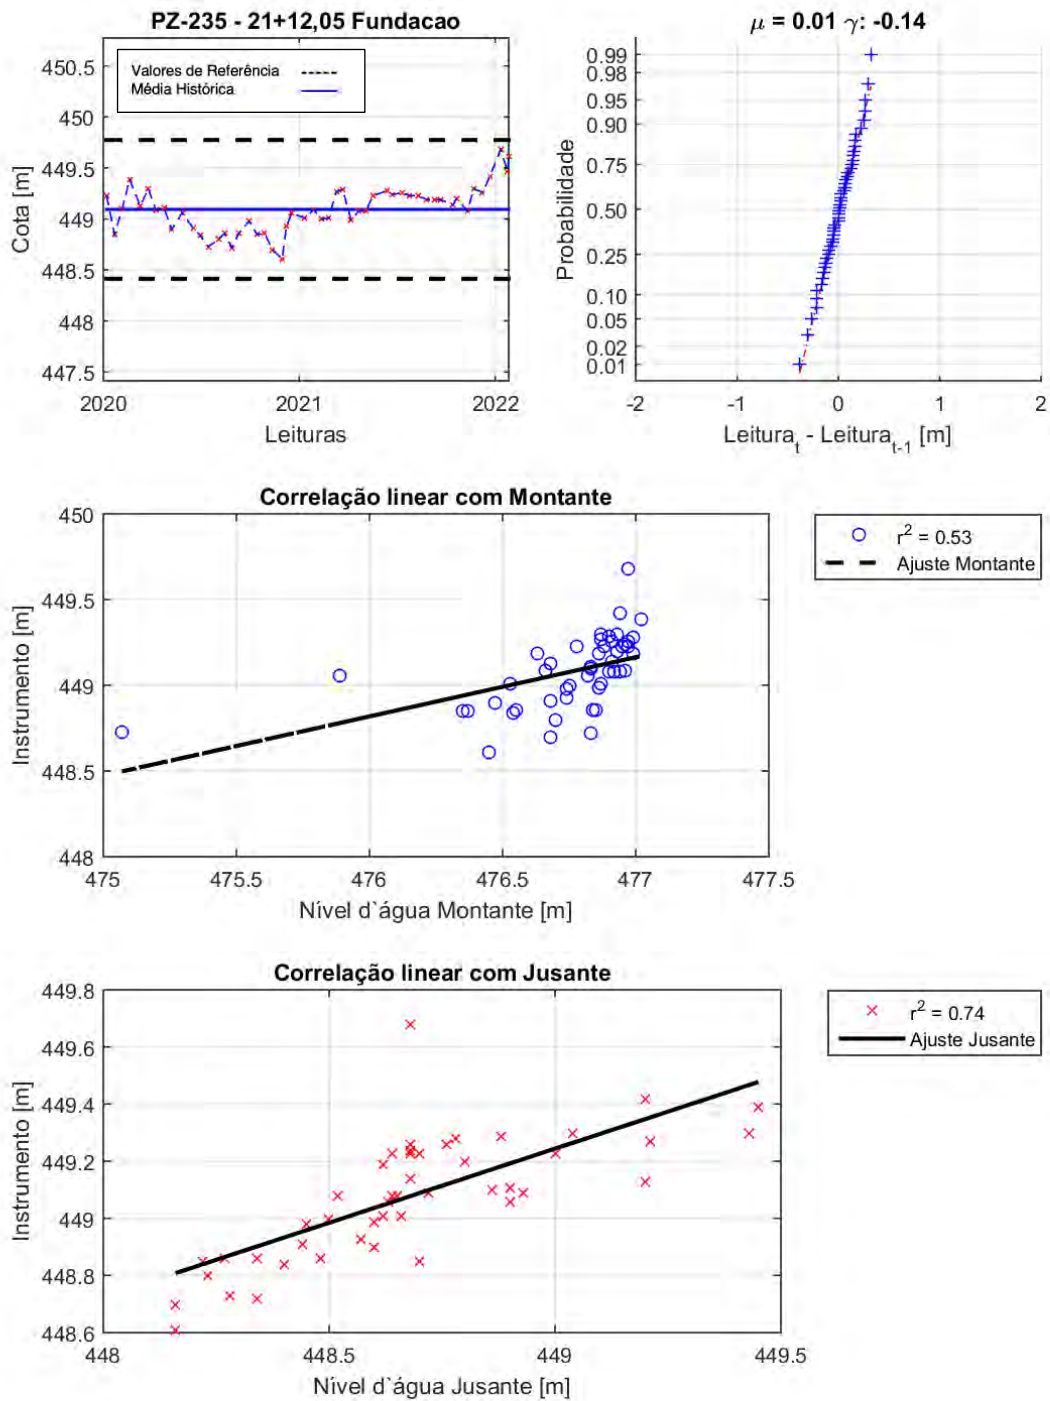 PZ-235 - 21+12,05 Fundacao
Valores de Referência
Média Histórica
Cota [m]
450.5
450
449.5
449
448.5
448
447.5
2020
2021
2022
Leituras
μ = 0.01 γ: -0.14
Probabilidade
0.99
0.98
0.95
0.90
0.75
0.50
0.25
0.10
0.05
0.02
0.01
-2
-1
0
1
2
Leitura_t - Leitura_t-1 [m]
Correlação linear com Montante
Instrumento [m]
450
449.5
449
448.5
448
475
475.5
476
476.5
477
477.5
Nível d`água Montante [m]
r² = 0.53
Ajuste Montante
Correlação linear com Jusante
Instrumento [m]
449.8
449.6
449.4
449.2
449
448.8
448.6
448
448.5
449
449.5
Nível d`água Jusante [m]
r² = 0.74
Ajuste Jusante